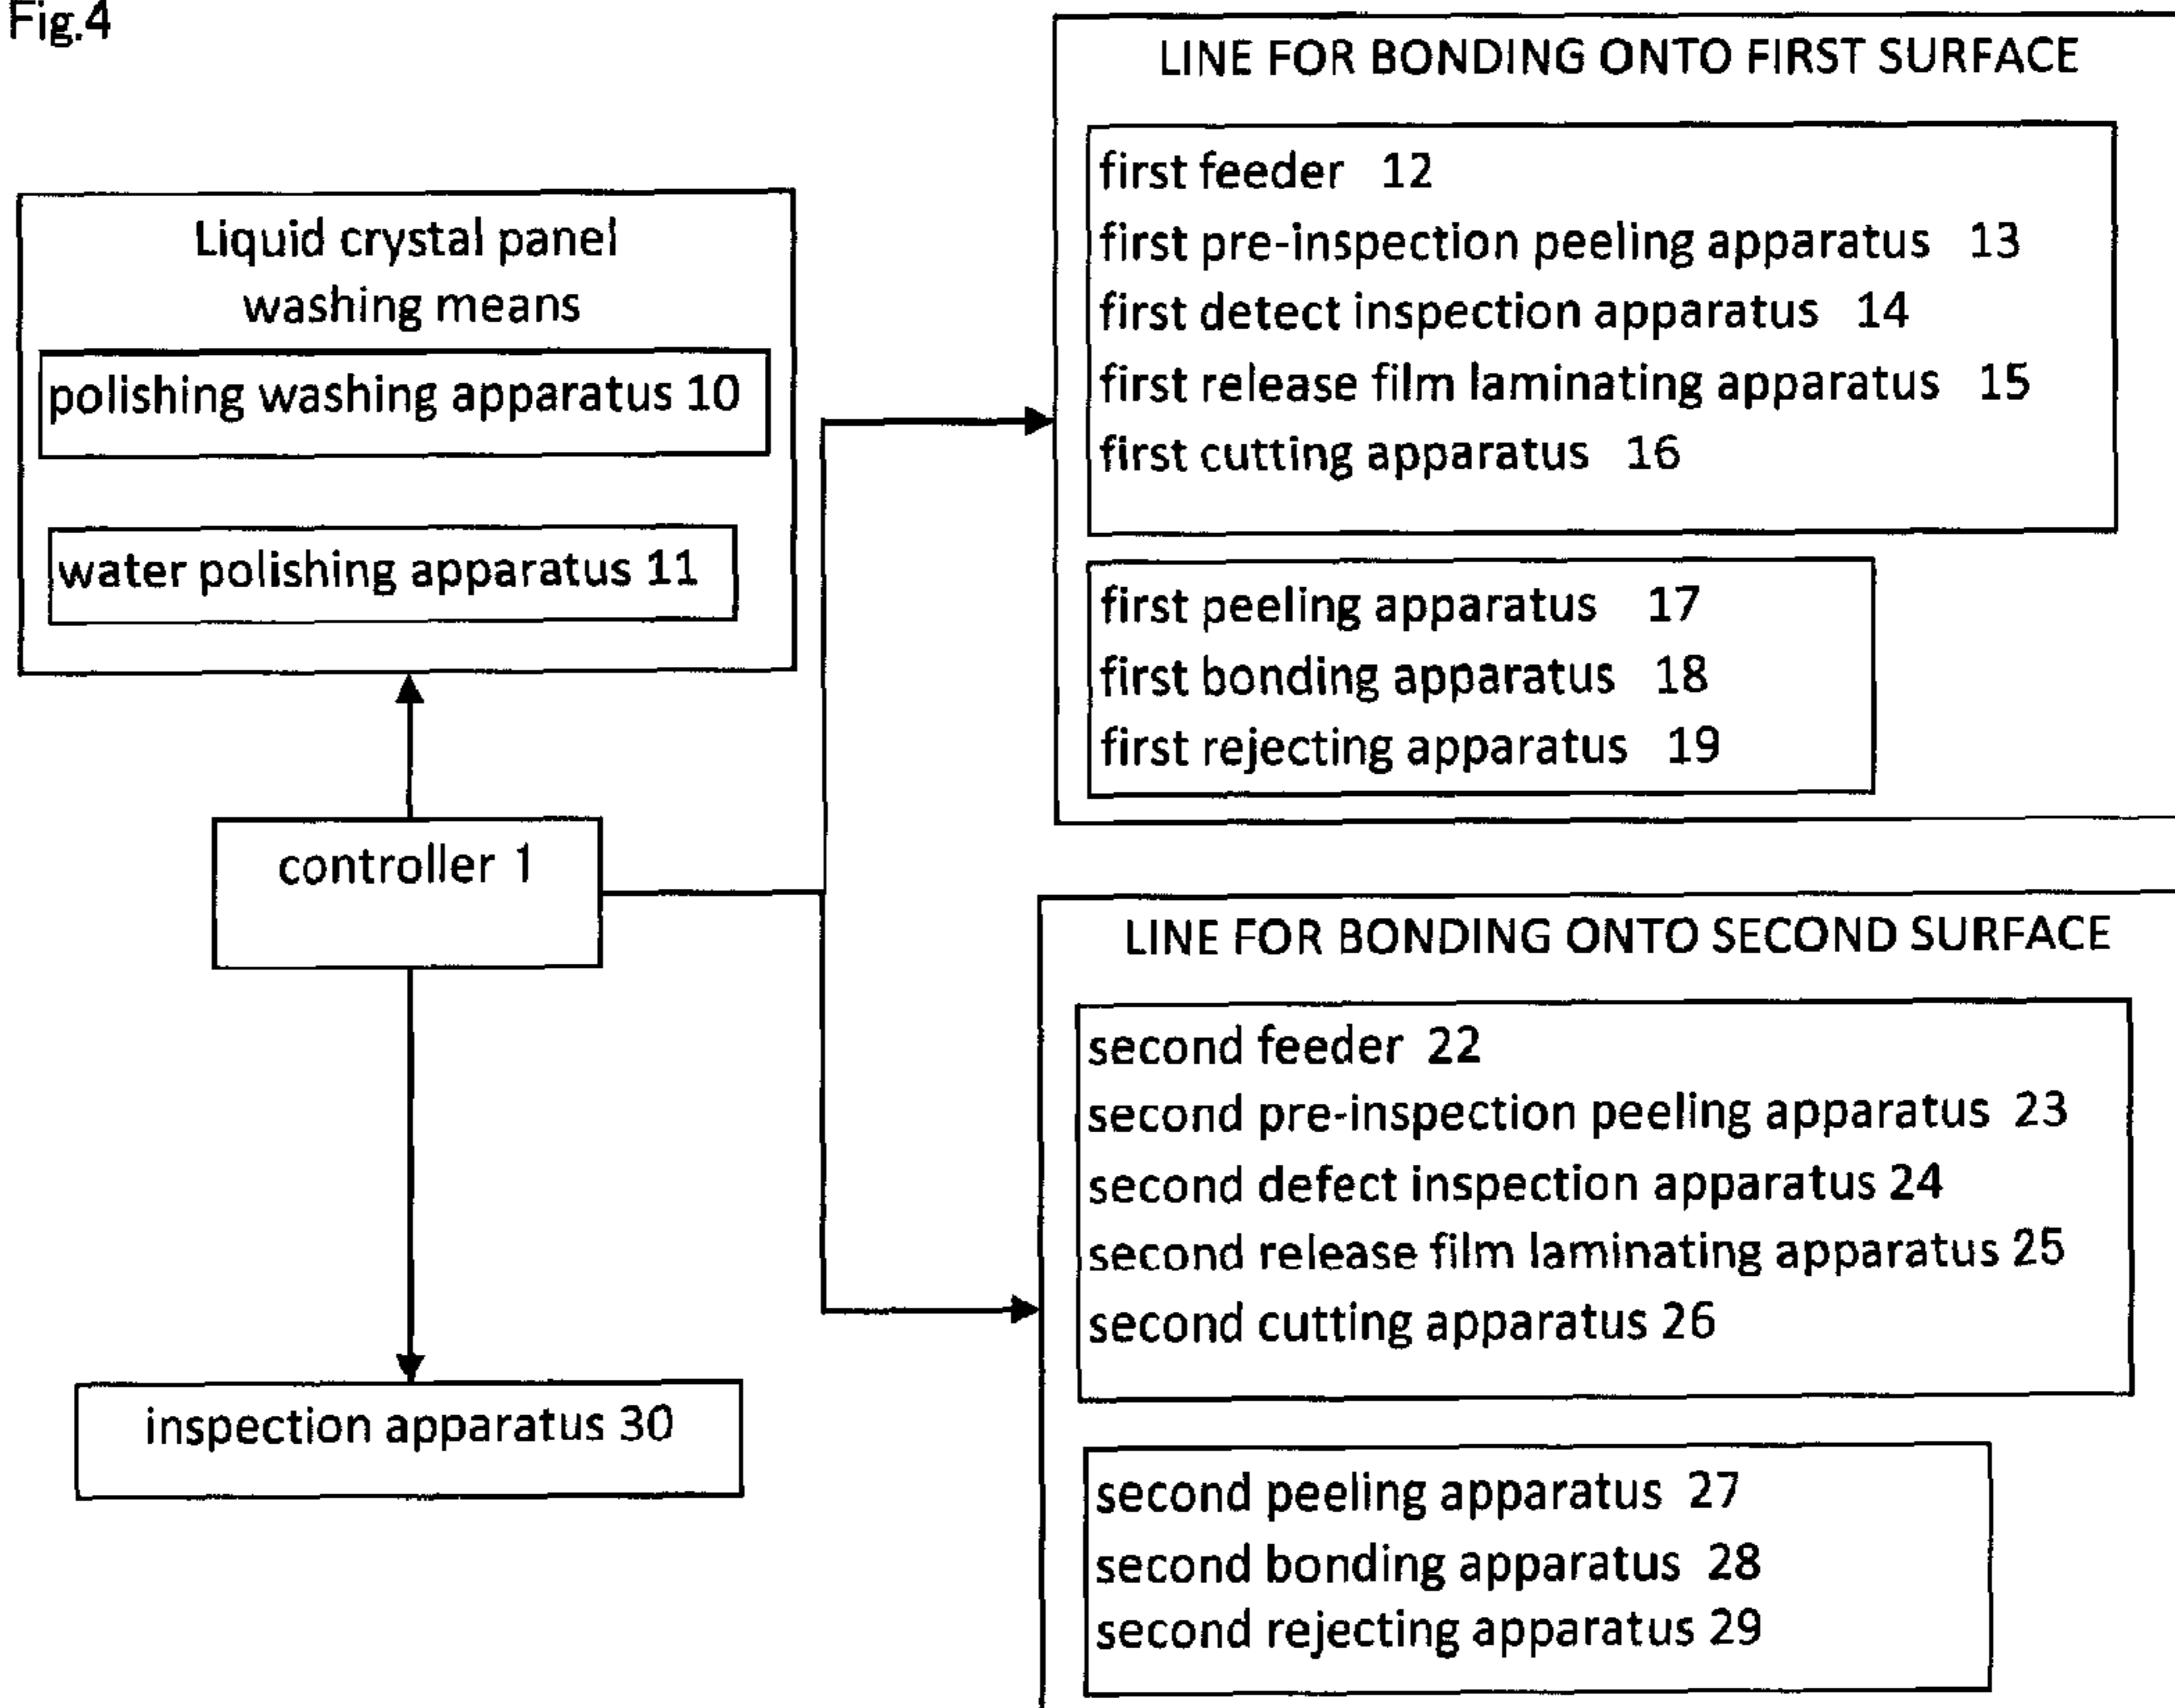 Fig.4
Liquid crystal panel
washing means
polishing washing apparatus 10
water polishing apparatus 11
controller 1
inspection apparatus 30
LINE FOR BONDING ONTO FIRST SURFACE
first feeder 12
first pre-inspection peeling apparatus 13
first detect inspection apparatus 14
first release film laminating apparatus 15
first cutting apparatus 16
first peeling apparatus 17
first bonding apparatus 18
first rejecting apparatus 19
LINE FOR BONDING ONTO SECOND SURFACE
second feeder 22
second pre-inspection peeling apparatus 23
second defect inspection apparatus 24
second release film laminating apparatus 25
second cutting apparatus 26
second peeling apparatus 27
second bonding apparatus 28
second rejecting apparatus 29